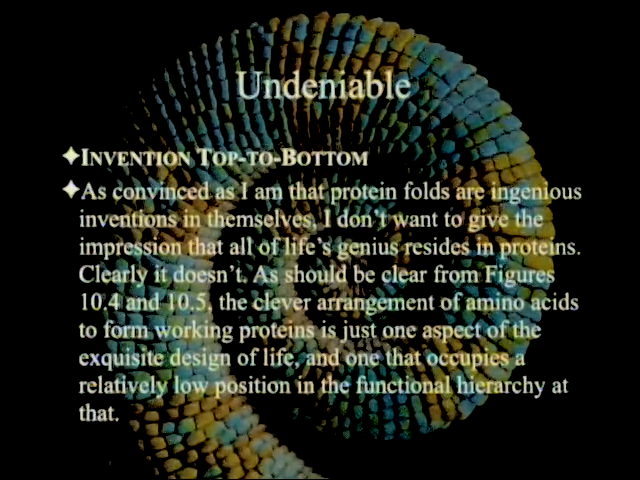 Undeniable
✦INVENTION TOP-TO-BOTTOM
✦As convinced as I am that protein folds are ingenious
inventions in themselves, I don't want to give the
impression that all of life's genius resides in proteins.
Clearly it doesn't. As should be clear from Figures
10.4 and 10.5, the clever arrangement of amino acids
to form working proteins is just one aspect of the
exquisite design of life, and one that occupies a
relatively low position in the functional hierarchy at
that.